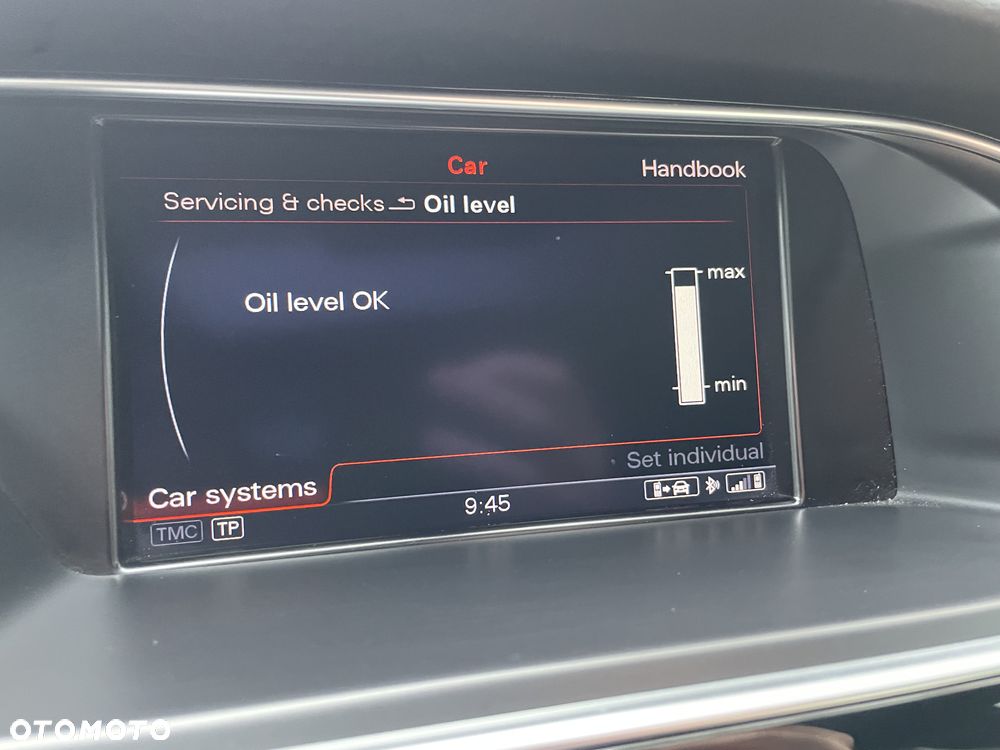 Car
Handbook
Servicing & checks Oil level
Oil level OK
max
min
Set individual
Car systems
9:45
TMC TP
OTOMOTO